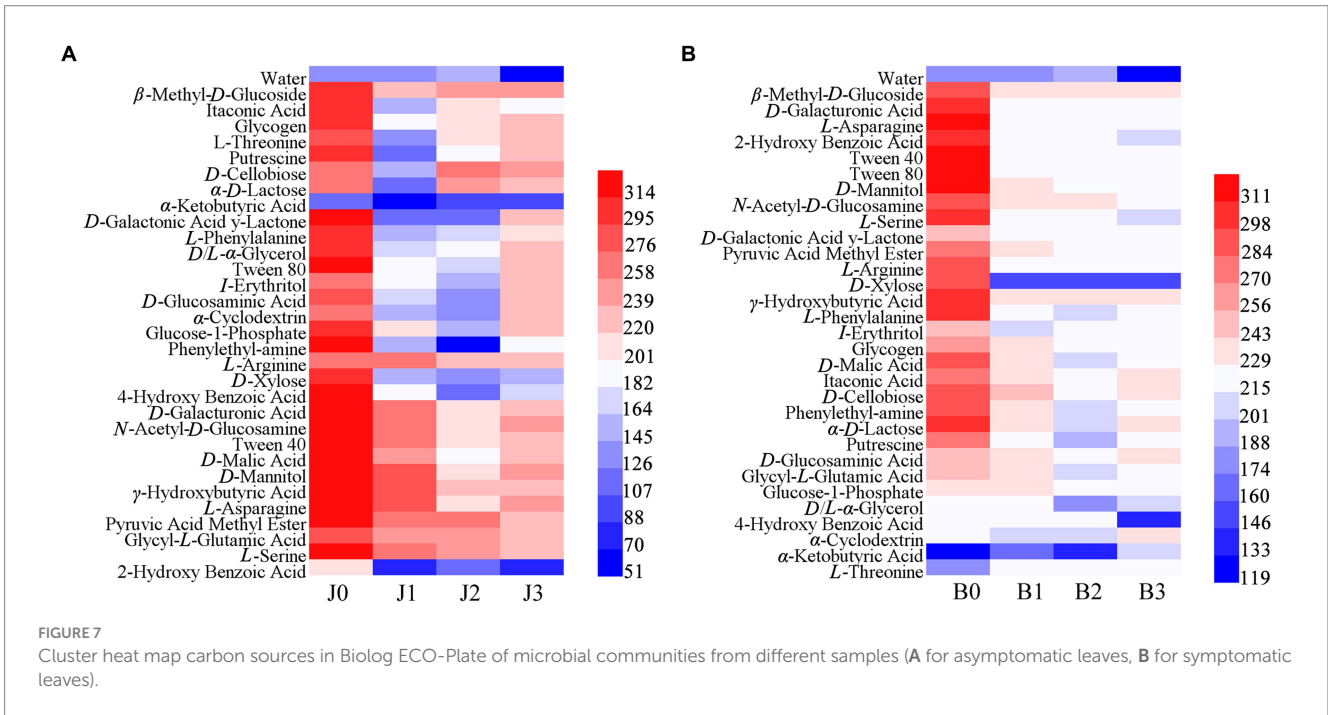 A
Water
β-Methyl-D-Glucoside
Itaconic Acid
Glycogen
L-Threonine
Putrescine
D-Cellobiose
α-D-Lactose
α-Ketobutyric Acid
D-Galactonic Acid y-Lactone
L-Phenylalanine
D/L-α-Glycerol
Tween 80
I-Erythritol
D-Glucosaminic Acid
α-Cyclodextrin
Glucose-1-Phosphate
Phenylethyl-amine
L-Arginine
D-Xylose
4-Hydroxy Benzoic Acid
D-Galacturonic Acid
N-Acetyl-D-Glucosamine
Tween 40
D-Malic Acid
D-Mannitol
γ-Hydroxybutyric Acid
L-Asparagine
Pyruvic Acid Methyl Ester
Glycyl-L-Glutamic Acid
L-Serine
2-Hydroxy Benzoic Acid
J0 J1 J2 J3
314
295
276
258
239
220
201
182
164
145
126
107
88
70
51
B
Water
β-Methyl-D-Glucoside
D-Galacturonic Acid
L-Asparagine
2-Hydroxy Benzoic Acid
Tween 40
Tween 80
D-Mannitol
N-Acetyl-D-Glucosamine
L-Serine
D-Galactonic Acid y-Lactone
Pyruvic Acid Methyl Ester
L-Arginine
D-Xylose
γ-Hydroxybutyric Acid
L-Phenylalanine
I-Erythritol
Glycogen
D-Malic Acid
Itaconic Acid
D-Cellobiose
Phenylethyl-amine
α-D-Lactose
Putrescine
D-Glucosaminic Acid
Glycyl-L-Glutamic Acid
Glucose-1-Phosphate
D/L-α-Glycerol
4-Hydroxy Benzoic Acid
α-Cyclodextrin
α-Ketobutyric Acid
L-Threonine
B0 B1 B2 B3
311
298
284
270
256
243
229
215
201
188
174
160
146
133
119
FIGURE 7
Cluster heat map carbon sources in Biolog ECO-Plate of microbial communities from different samples (A for asymptomatic leaves, B for symptomatic
leaves).